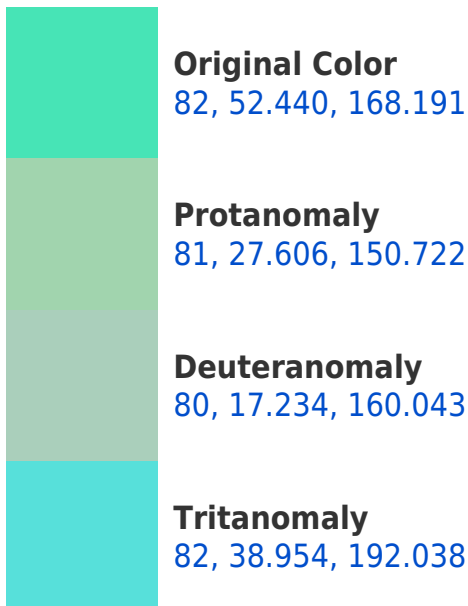 Original Color
82, 52.440, 168.191
Protanomaly
81, 27.606, 150.722
Deuteranomaly
80, 17.234, 160.043
Tritanomaly
82, 38.954, 192.038